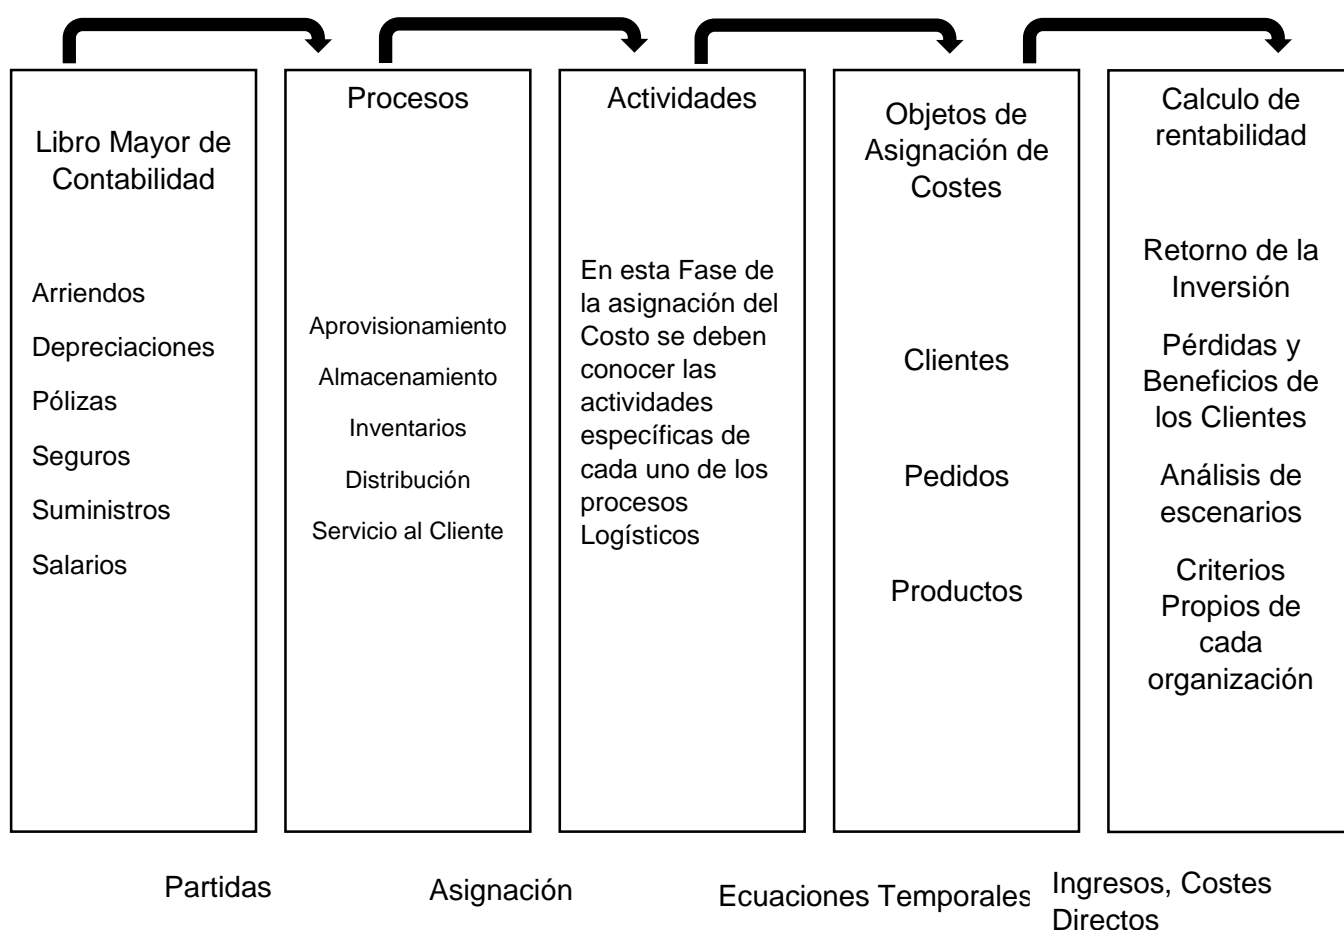 Libro Mayor de
Contabilidad
Arriendos
Depreciaciones
Pólizas
Seguros
Suministros
Salarios
Procesos
Aprovisionamiento
Almacenamiento
Inventarios
Distribución
Servicio al Cliente
Actividades
En esta Fase de
la asignación del
Costo se deben
conocer las
actividades
específicas de
cada uno de los
procesos
Logísticos
Objetos de
Asignación de
Costes
Clientes
Pedidos
Productos
Calculo de
rentabilidad
Retorno de la
Inversión
Pérdidas y
Beneficios de
los Clientes
Análisis de
escenarios
Criterios
Propios de
cada
organización
Partidas
Asignación
Ecuaciones Temporales
Ingresos, Costes
Directos